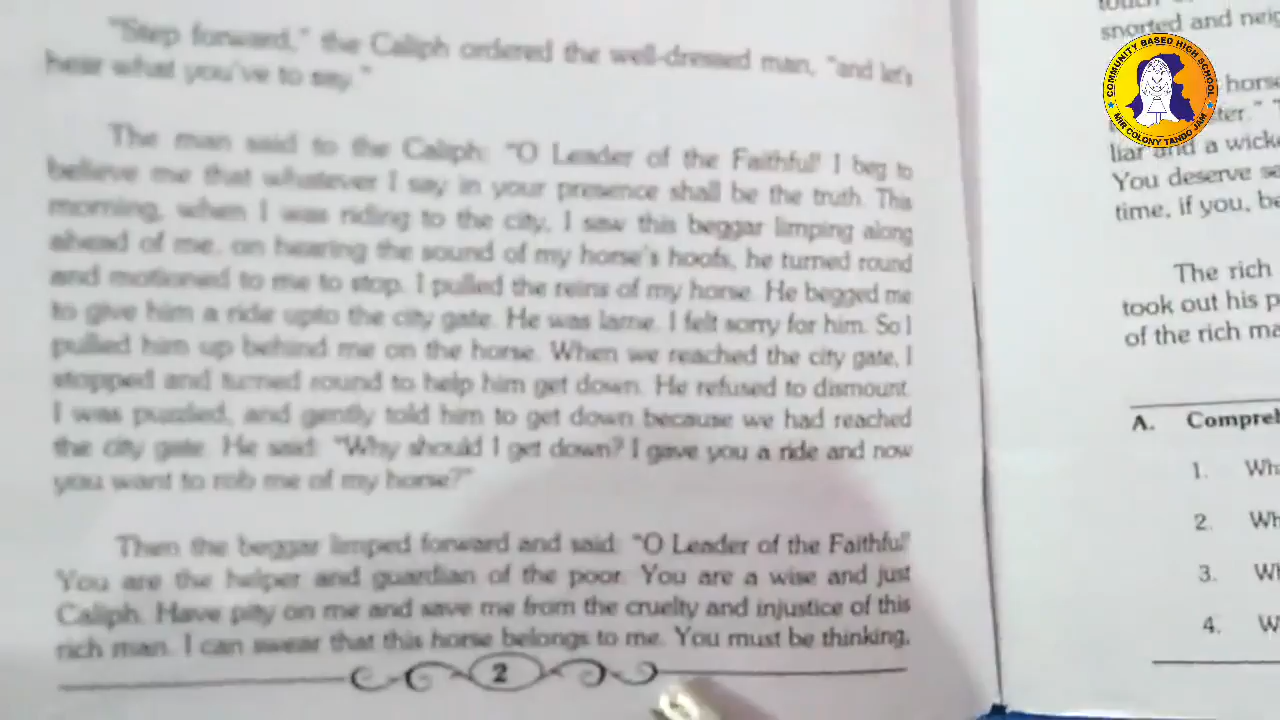 "Step forward," the Caliph ordered the well-dressed man, "and let's
hear what you've to say."
The man said to the Caliph: "O Leader of the Faithful! I beg to
believe me that whatever I say in your presence shall be the truth. This
morning, when I was riding to the city, I saw this beggar limping along
ahead of me, on hearing the sound of my horse's hoofs, he turned round
and motioned to me to stop. I pulled the reins of my horse. He begged me
to give him a ride upto the city gate. He was lame. I felt sorry for him. So I
pulled him up behind me on the horse. When we reached the city gate, I
stopped and turned round to help him get down. He refused to dismount.
I was puzzled, and gently told him to get down because we had reached
the city gate. He said: "Why should I get down? I gave you a ride and now
you want to rob me of my horse?"
Then the beggar limped forward and said: "O Leader of the Faithful!
You are the helper and guardian of the poor. You are a wise and just
Caliph. Have pity on me and save me from the cruelty and injustice of this
rich man. I can swear that this horse belongs to me. You must be thinking,
2
snorted and
liar and a
You deserve
time, if you,
The rich
took out his
of the rich
A.
1.
2.
3.
4.
COMMUNITY BASED HIGH SCHOOL
MIR COLONY TANDO JAM